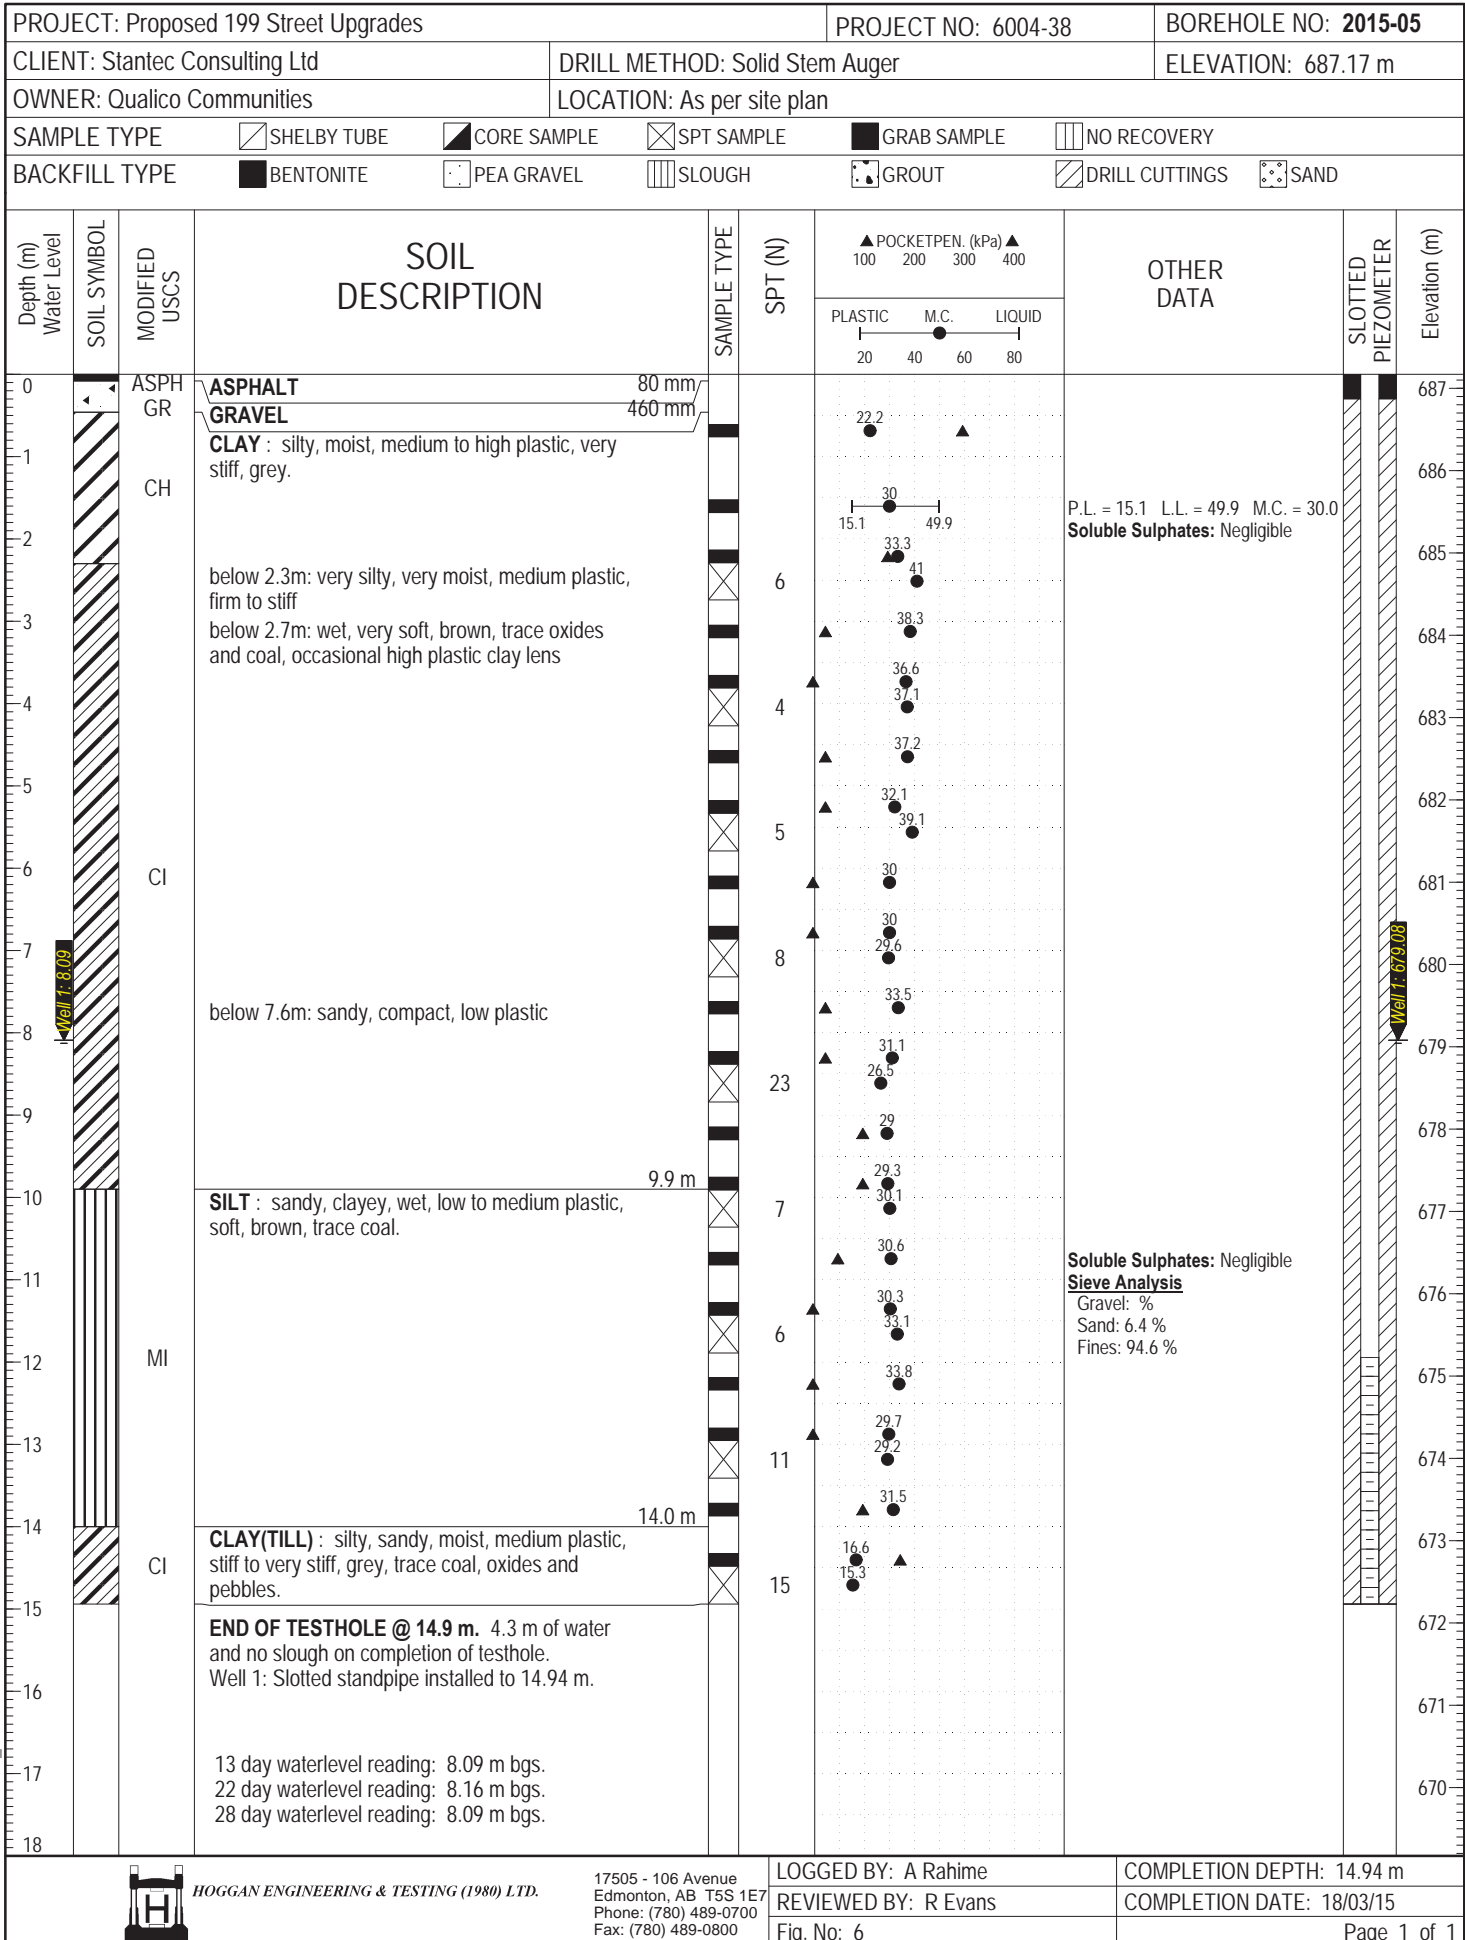 PROJECT: Proposed 199 Street Upgrades
PROJECT NO: 6004-38
BOREHOLE NO: 2015-05
CLIENT: Stantec Consulting Ltd
DRILL METHOD: Solid Stem Auger
ELEVATION: 687.17 m
OWNER: Qualico Communities
LOCATION: As per site plan
SAMPLE TYPE
SHELBY TUBE
CORE SAMPLE
SPT SAMPLE
GRAB SAMPLE
NO RECOVERY
BACKFILL TYPE
BENTONITE
PEA GRAVEL
SLOUGH
GROUT
DRILL CUTTINGS
SAND
Depth (m)
Water Level
SOIL SYMBOL
MODIFIED
USCS
SOIL
DESCRIPTION
SAMPLE TYPE
SPT (N)
▲ POCKETPEN. (kPa) ▲
100 200 300 400
PLASTIC M.C. LIQUID
20 40 60 80
OTHER
DATA
SLOTTED
PIEZOMETER
Elevation (m)
0
1
2
3
4
5
6
7
8
9
10
11
12
13
14
15
16
17
18
Well 1: 8.09
ASPH
GR
CH
CI
MI
CI
ASPHALT 80 mm
GRAVEL 460 mm
CLAY : silty, moist, medium to high plastic, very
stiff, grey.
below 2.3m: very silty, very moist, medium plastic,
firm to stiff
below 2.7m: wet, very soft, brown, trace oxides
and coal, occasional high plastic clay lens
below 7.6m: sandy, compact, low plastic
9.9 m
SILT : sandy, clayey, wet, low to medium plastic,
soft, brown, trace coal.
14.0 m
CLAY(TILL) : silty, sandy, moist, medium plastic,
stiff to very stiff, grey, trace coal, oxides and
pebbles.
END OF TESTHOLE @ 14.9 m. 4.3 m of water
and no slough on completion of testhole.
Well 1: Slotted standpipe installed to 14.94 m.
13 day waterlevel reading: 8.09 m bgs.
22 day waterlevel reading: 8.16 m bgs.
28 day waterlevel reading: 8.09 m bgs.
6
4
5
8
23
7
6
11
15
22.2
30
15.1 49.9
33.3
41
38.3
36.6
37.1
37.2
32.1
39.1
30
30
29.6
33.5
31.1
26.5
29
29.3
30.1
30.6
30.3
33.1
33.8
29.7
29.2
31.5
16.6
15.3
P.L. = 15.1 L.L. = 49.9 M.C. = 30.0
Soluble Sulphates: Negligible
Soluble Sulphates: Negligible
Sieve Analysis
Gravel: %
Sand: 6.4 %
Fines: 94.6 %
Well 1: 679.08
687
686
685
684
683
682
681
680
679
678
677
676
675
674
673
672
671
670
H
HOGGAN ENGINEERING & TESTING (1980) LTD.
17505 - 106 Avenue
Edmonton, AB T5S 1E7
Phone: (780) 489-0700
Fax: (780) 489-0800
LOGGED BY: A Rahime
COMPLETION DEPTH: 14.94 m
REVIEWED BY: R Evans
COMPLETION DATE: 18/03/15
Fig. No: 6
Page 1 of 1